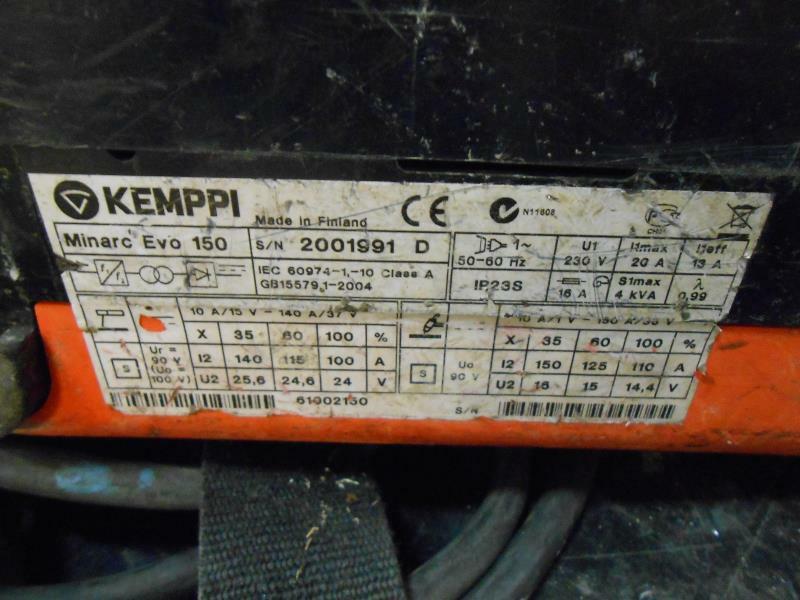 KEMPPI
Made in Finland
CE
N11808
Minarc Evo 150 S/N 2001991 D
1~ U1 I1max I1eff
50-60 Hz 230 V 20 A 13 A
IEC 60974-1,-10 Class A
GB15579.1-2004
IP23S 16 A S1max 4 kVA λ 0,99
10 A/15 V - 140 A/37 V
X 35 60 100 %
Ur = 90 V (Uo = 100 V)
I2 140 115 100 A
U2 25,6 24,6 24 V
S
X 35 60 100 %
S Uo 90 V
I2 150 125 110 A
U2 16 15 14,4 V
61002150
S/N